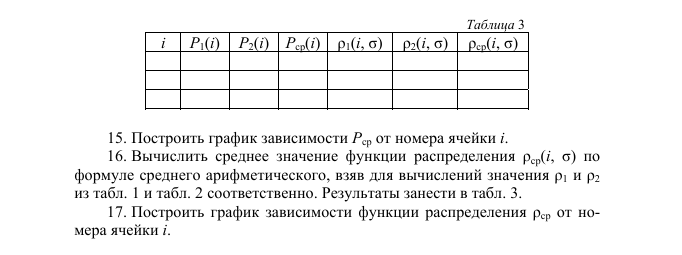 Таблица 3
i P₁(i) P₂(i) Pср(i) ρ₁(i, σ) ρ₂(i, σ) ρср(i, σ)
15. Построить график зависимости Pср от номера ячейки i.
16. Вычислить среднее значение функции распределения ρср(i, σ) по
формуле среднего арифметического, взяв для вычислений значения ρ₁ и ρ₂
из табл. 1 и табл. 2 соответственно. Результаты занести в табл. 3.
17. Построить график зависимости функции распределения ρср от но-
мера ячейки i.